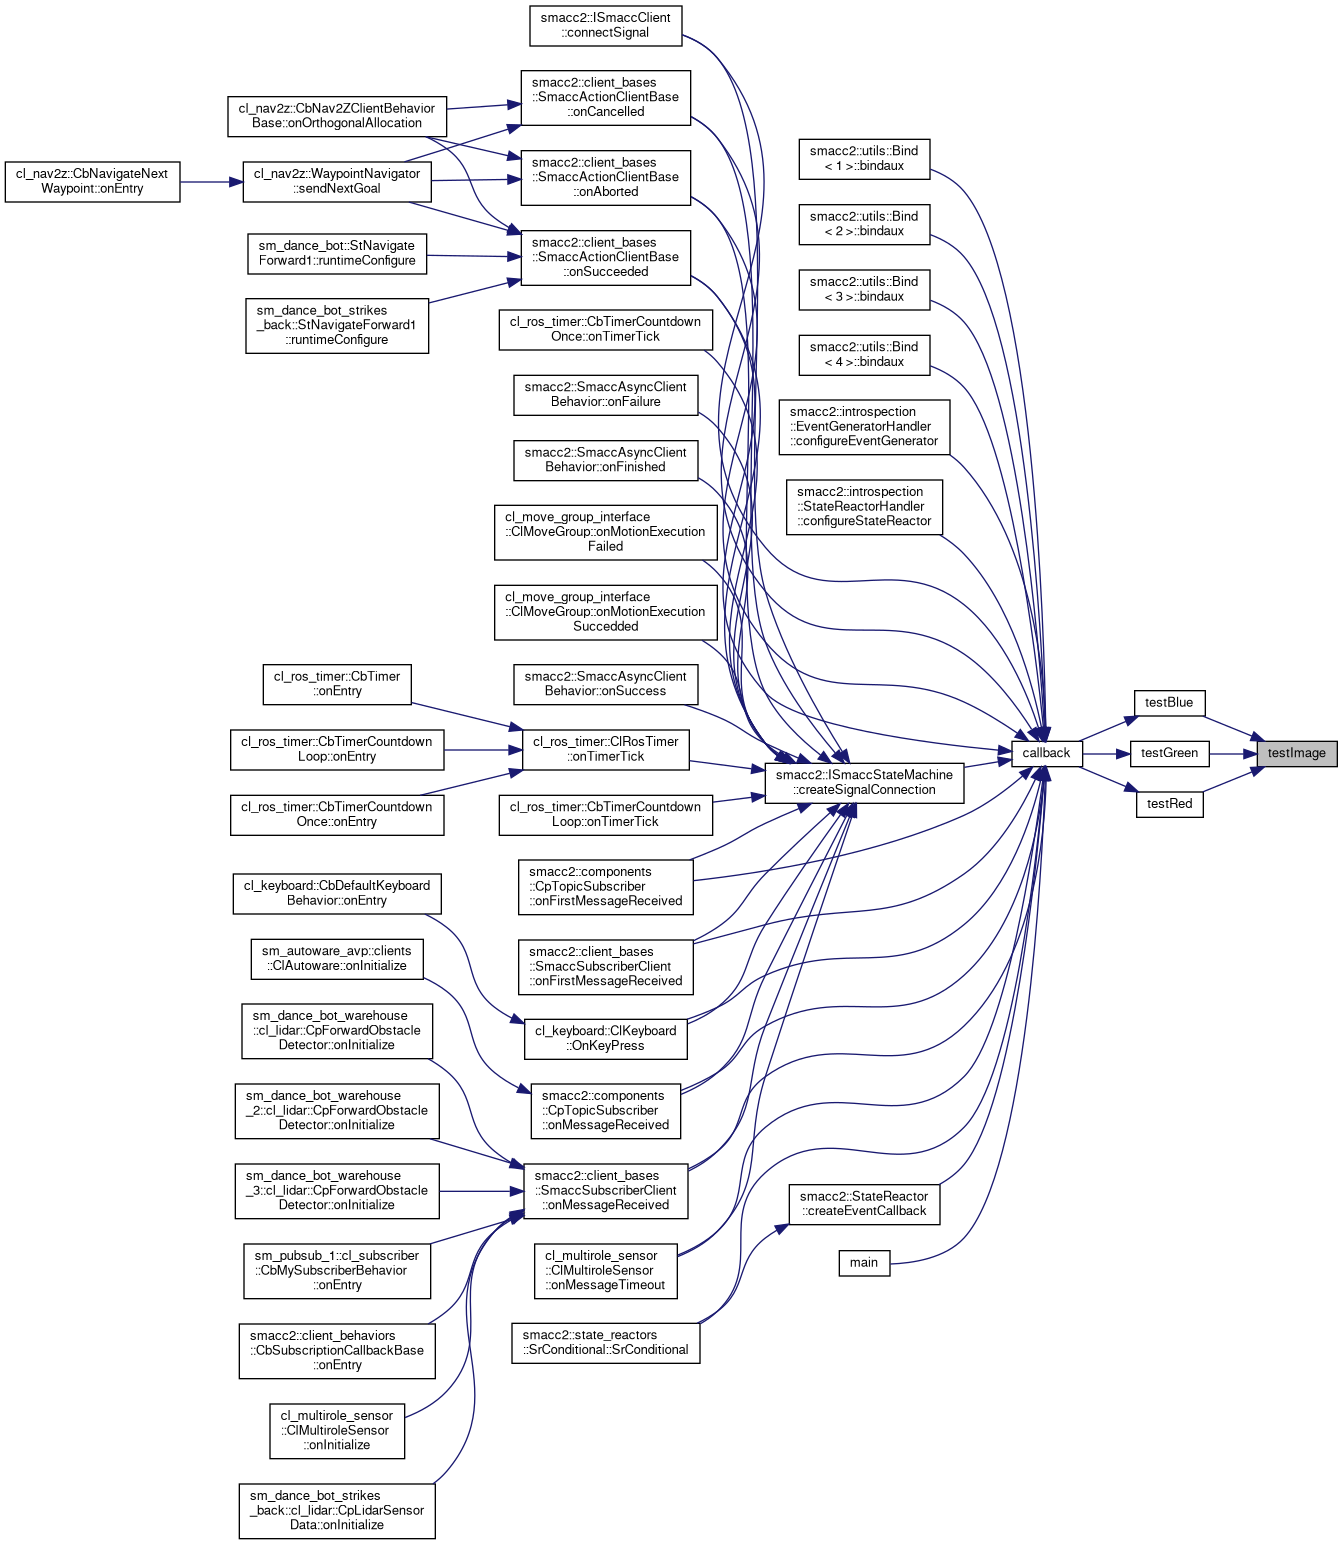 smacc2::ISmaccClient
::connectSignal
smacc2::client_bases
::SmaccActionClientBase
::onCancelled
cl_nav2z::CbNav2ZClientBehavior
Base::onOrthogonalAllocation
smacc2::client_bases
::SmaccActionClientBase
::onAborted
cl_nav2z::CbNavigateNext
Waypoint::onEntry
cl_nav2z::WaypointNavigator
::sendNextGoal
smacc2::client_bases
::SmaccActionClientBase
::onSucceeded
sm_dance_bot::StNavigate
Forward1::runtimeConfigure
sm_dance_bot_strikes
_back::StNavigateForward1
::runtimeConfigure
cl_ros_timer::CbTimerCountdown
Once::onTimerTick
smacc2::SmaccAsyncClient
Behavior::onFailure
smacc2::SmaccAsyncClient
Behavior::onFinished
cl_move_group_interface
::ClMoveGroup::onMotionExecution
Failed
cl_move_group_interface
::ClMoveGroup::onMotionExecution
Succedded
smacc2::SmaccAsyncClient
Behavior::onSuccess
cl_ros_timer::CbTimer
::onEntry
cl_ros_timer::CbTimerCountdown
Loop::onEntry
cl_ros_timer::ClRosTimer
::onTimerTick
cl_ros_timer::CbTimerCountdown
Once::onEntry
cl_ros_timer::CbTimerCountdown
Loop::onTimerTick
smacc2::components
::CpTopicSubscriber
::onFirstMessageReceived
cl_keyboard::CbDefaultKeyboard
Behavior::onEntry
smacc2::client_bases
::SmaccSubscriberClient
::onFirstMessageReceived
sm_autoware_avp::clients
::ClAutoware::onInitialize
sm_dance_bot_warehouse
::cl_lidar::CpForwardObstacle
Detector::onInitialize
cl_keyboard::ClKeyboard
::OnKeyPress
sm_dance_bot_warehouse
_2::cl_lidar::CpForwardObstacle
Detector::onInitialize
smacc2::components
::CpTopicSubscriber
::onMessageReceived
sm_dance_bot_warehouse
_3::cl_lidar::CpForwardObstacle
Detector::onInitialize
smacc2::client_bases
::SmaccSubscriberClient
::onMessageReceived
sm_pubsub_1::cl_subscriber
::CbMySubscriberBehavior
::onEntry
cl_multirole_sensor
::ClMultiroleSensor
::onMessageTimeout
smacc2::client_behaviors
::CbSubscriptionCallbackBase
::onEntry
smacc2::state_reactors
::SrConditional::SrConditional
cl_multirole_sensor
::ClMultiroleSensor
::onInitialize
sm_dance_bot_strikes
_back::cl_lidar::CpLidarSensor
Data::onInitialize
smacc2::utils::Bind
< 1 >::bindaux
smacc2::utils::Bind
< 2 >::bindaux
smacc2::utils::Bind
< 3 >::bindaux
smacc2::utils::Bind
< 4 >::bindaux
smacc2::introspection
::EventGeneratorHandler
::configureEventGenerator
smacc2::introspection
::StateReactorHandler
::configureStateReactor
smacc2::ISmaccStateMachine
::createSignalConnection
smacc2::StateReactor
::createEventCallback
main
callback
testBlue
testGreen
testRed
testImage